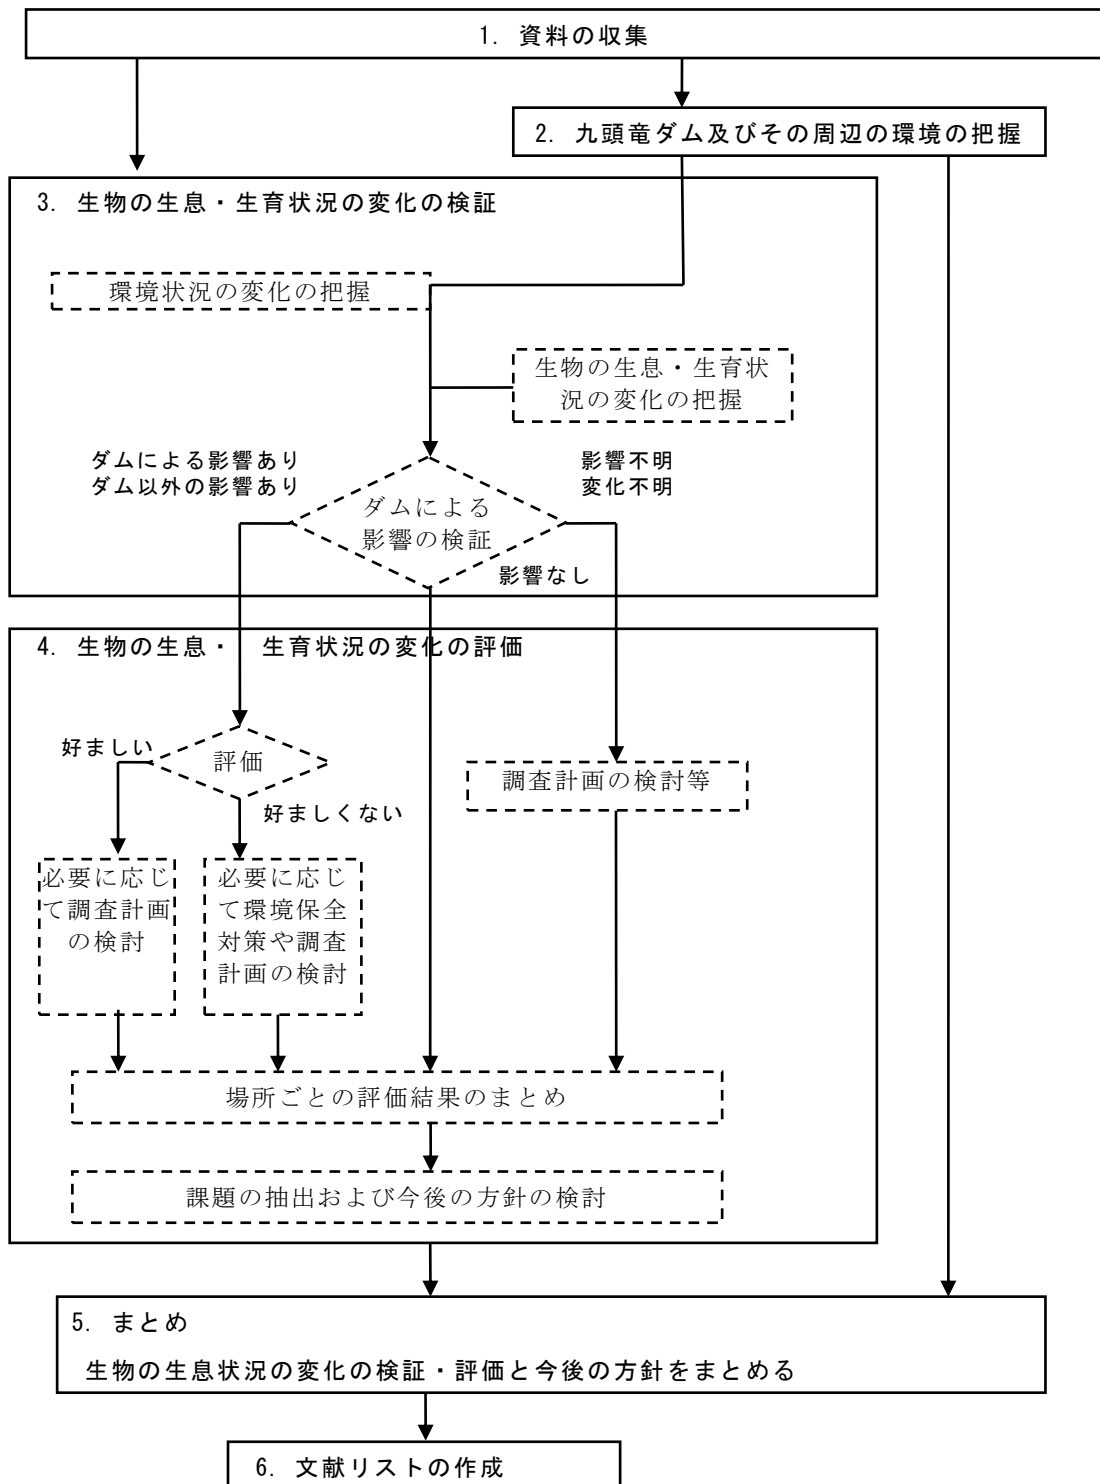 1. 資料の収集
2. 九頭竜ダム及びその周辺の環境の把握
3. 生物の生息・生育状況の変化の検証
環境状況の変化の把握
生物の生息・生育状
況の変化の把握
ダムによる影響あり
ダム以外の影響あり
影響不明
変化不明
ダムによる
影響の検証
影響なし
4. 生物の生息・ 生育状況の変化の評価
好ましい
評価
調査計画の検討等
好ましくない
必要に応じ
て調査計画
の検討
必要に応じ
て環境保全
対策や調査
計画の検討
場所ごとの評価結果のまとめ
課題の抽出および今後の方針の検討
5. まとめ
生物の生息状況の変化の検証・評価と今後の方針をまとめる
6. 文献リストの作成